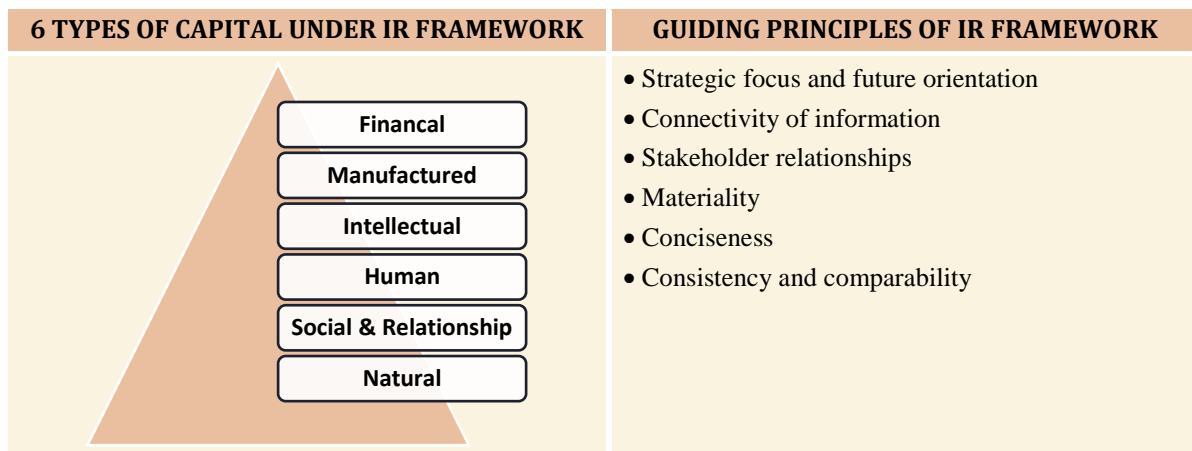 6 TYPES OF CAPITAL UNDER IR FRAMEWORK
Financal
Manufactured
Intellectual
Human
Social & Relationship
Natural
GUIDING PRINCIPLES OF IR FRAMEWORK
• Strategic focus and future orientation
• Connectivity of information
• Stakeholder relationships
• Materiality
• Conciseness
• Consistency and comparability